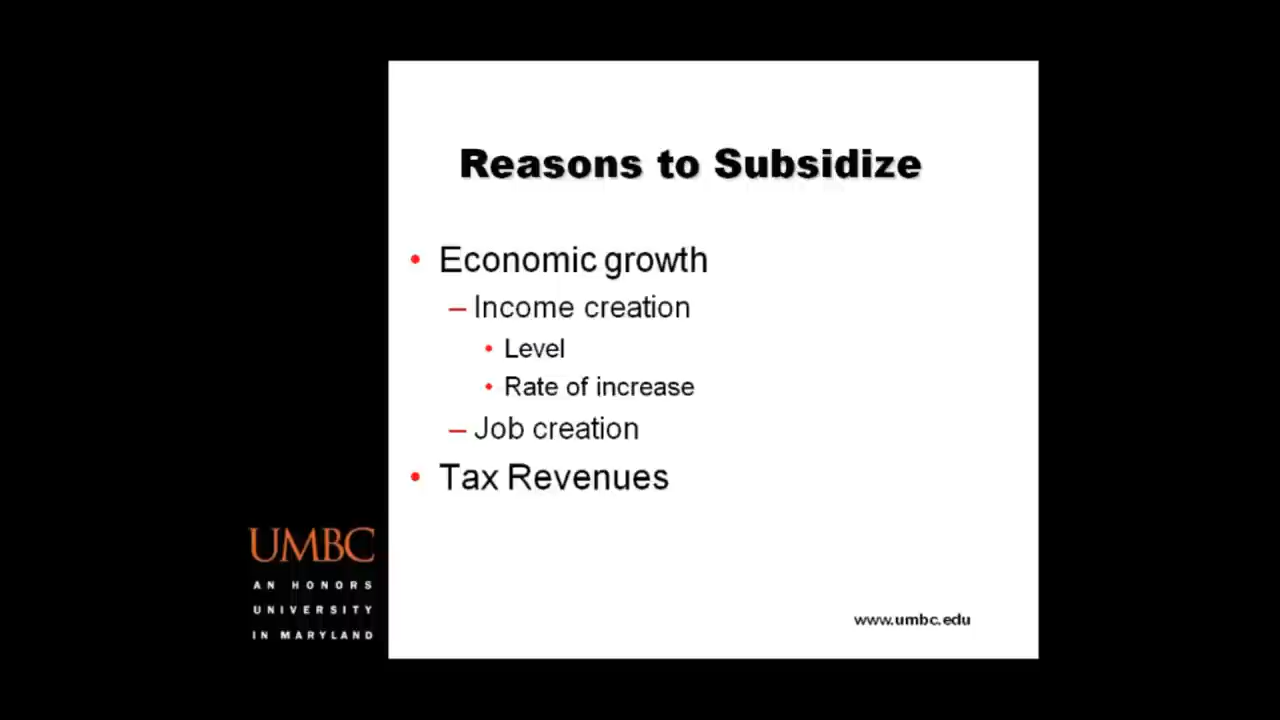 Reasons to Subsidize
• Economic growth
– Income creation
• Level
• Rate of increase
– Job creation
• Tax Revenues
UMBC
AN HONORS
UNIVERSITY
IN MARYLAND
www.umbc.edu